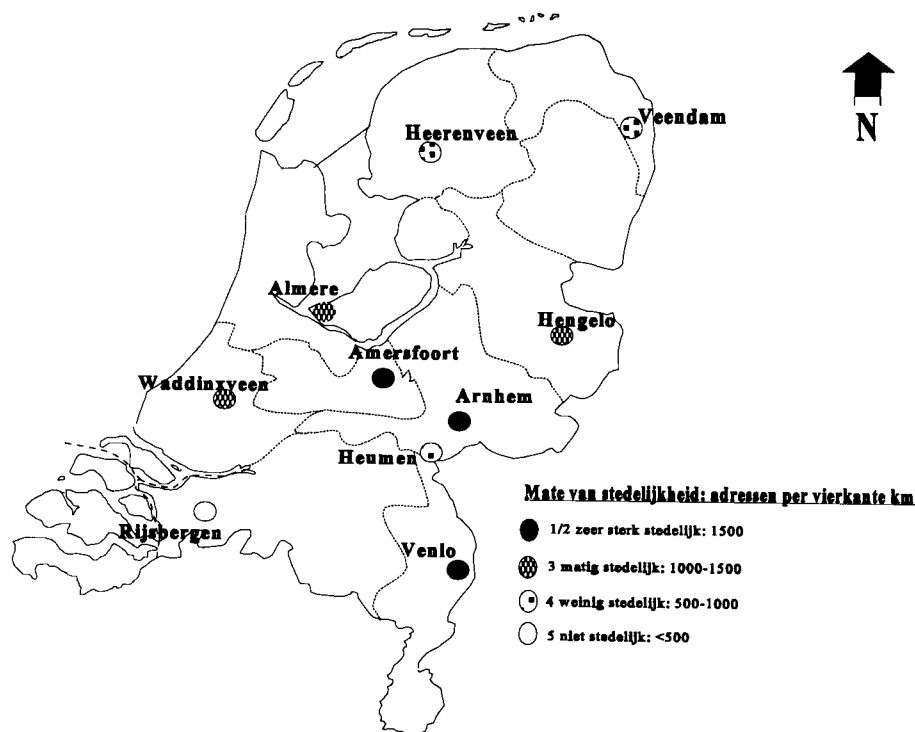 N
Veendam
Heerenveen
Almere
Hengelo
Amersfoort
Waddinxveen
Arnhem
Heumen
Rijsbergen
Venlo
Mate van stedelijkheid: adressen per vierkante km
1/2 zeer sterk stedelijk: 1500
3 matig stedelijk: 1000-1500
4 weinig stedelijk: 500-1000
5 niet stedelijk: <500